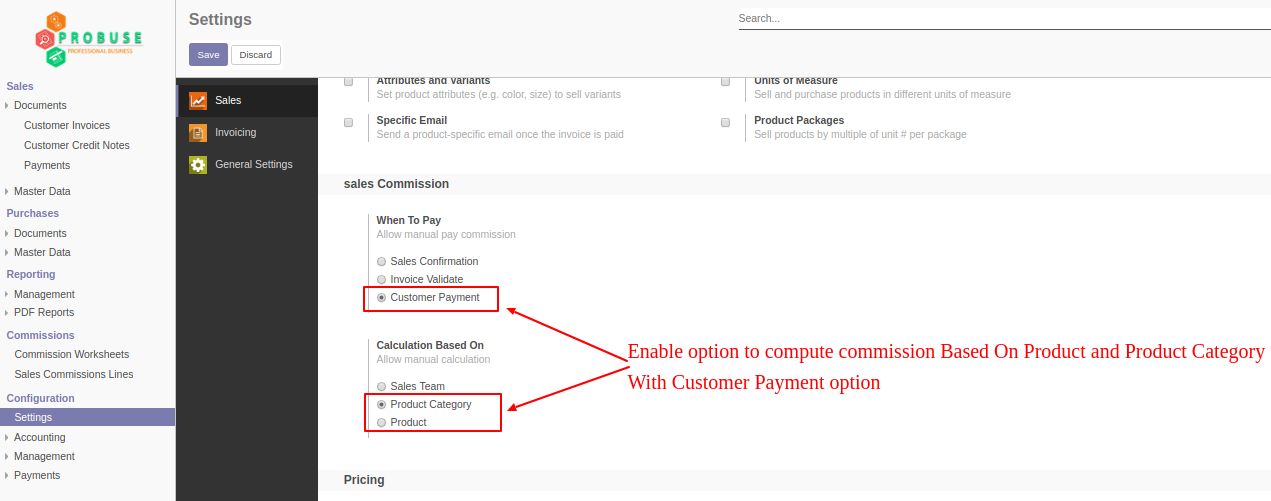 PROBUSE
PROFESSIONAL BUSINESS
Sales
Documents
Customer Invoices
Customer Credit Notes
Payments
Master Data
Purchases
Documents
Master Data
Reporting
Management
PDF Reports
Commissions
Commission Worksheets
Sales Commissions Lines
Configuration
Settings
Accounting
Management
Payments
Settings
Search...
Save
Discard
Sales
Invoicing
General Settings
Attributes and Variants
Set product attributes (e.g. color, size) to sell variants
Units of Measure
Sell and purchase products in different units of measure
Specific Email
Send a product-specific email once the invoice is paid
Product Packages
Sell products by multiple of unit # per package
sales Commission
When To Pay
Allow manual pay commission
Sales Confirmation
Invoice Validate
Customer Payment
Calculation Based On
Allow manual calculation
Sales Team
Product Category
Product
Enable option to compute commission Based On Product and Product Category
With Customer Payment option
Pricing